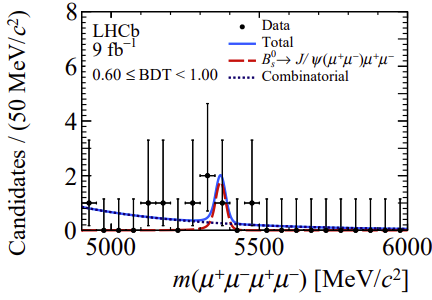 8
6
4
2
0
Candidates / (50 MeV/c²)
LHCb
9 fb⁻¹
0.60 ≤ BDT < 1.00
Data
Total
B⁰ₛ → J/ψ(μ⁺μ⁻)μ⁺μ⁻
Combinatorial
5000 5500 6000
m(μ⁺μ⁻μ⁺μ⁻) [MeV/c²]